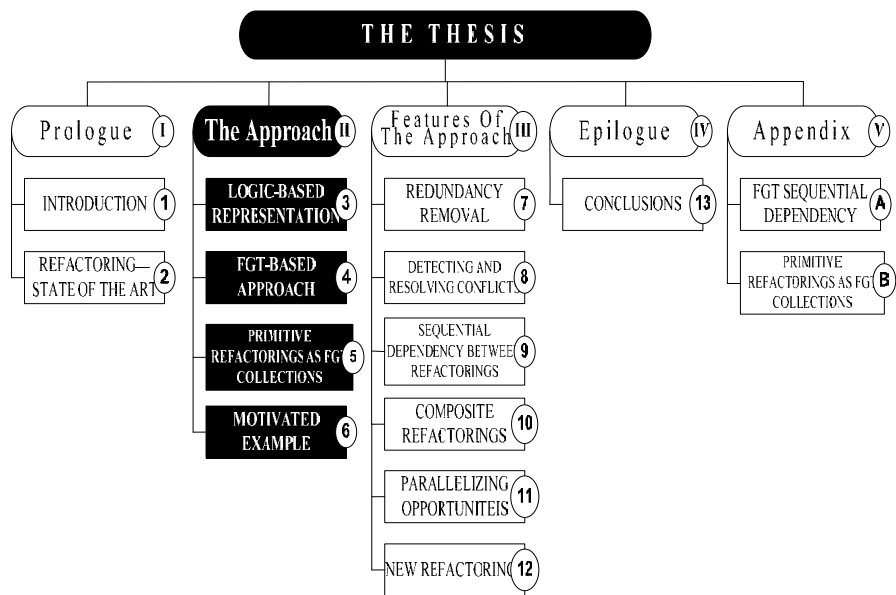 THE THESIS
Prologue I
INTRODUCTION 1
REFACTORING—
STATE OF THE ART 2
The Approach II
LOGIC-BASED
REPRESENTATION 3
FGT-BASED
APPROACH 4
PRIMITIVE
REFACTORINGS AS FGT 5
COLLECTIONS
MOTIVATED
EXAMPLE 6
Features Of
The Approach III
REDUNDANCY
REMOVAL 7
DETECTING AND
RESOLVING CONFLICTS 8
SEQUENTIAL
DEPENDENCY BETWEEN 9
REFACTORINGS
COMPOSITE
REFACTORINGS 10
PARALLELIZING
OPPORTUNITEIS 11
NEW REFACTORING 12
Epilogue IV
CONCLUSIONS 13
Appendix V
FGT SEQUENTIAL
DEPENDENCY A
PRIMITIVE
REFACTORINGS AS FGT B
COLLECTIONS